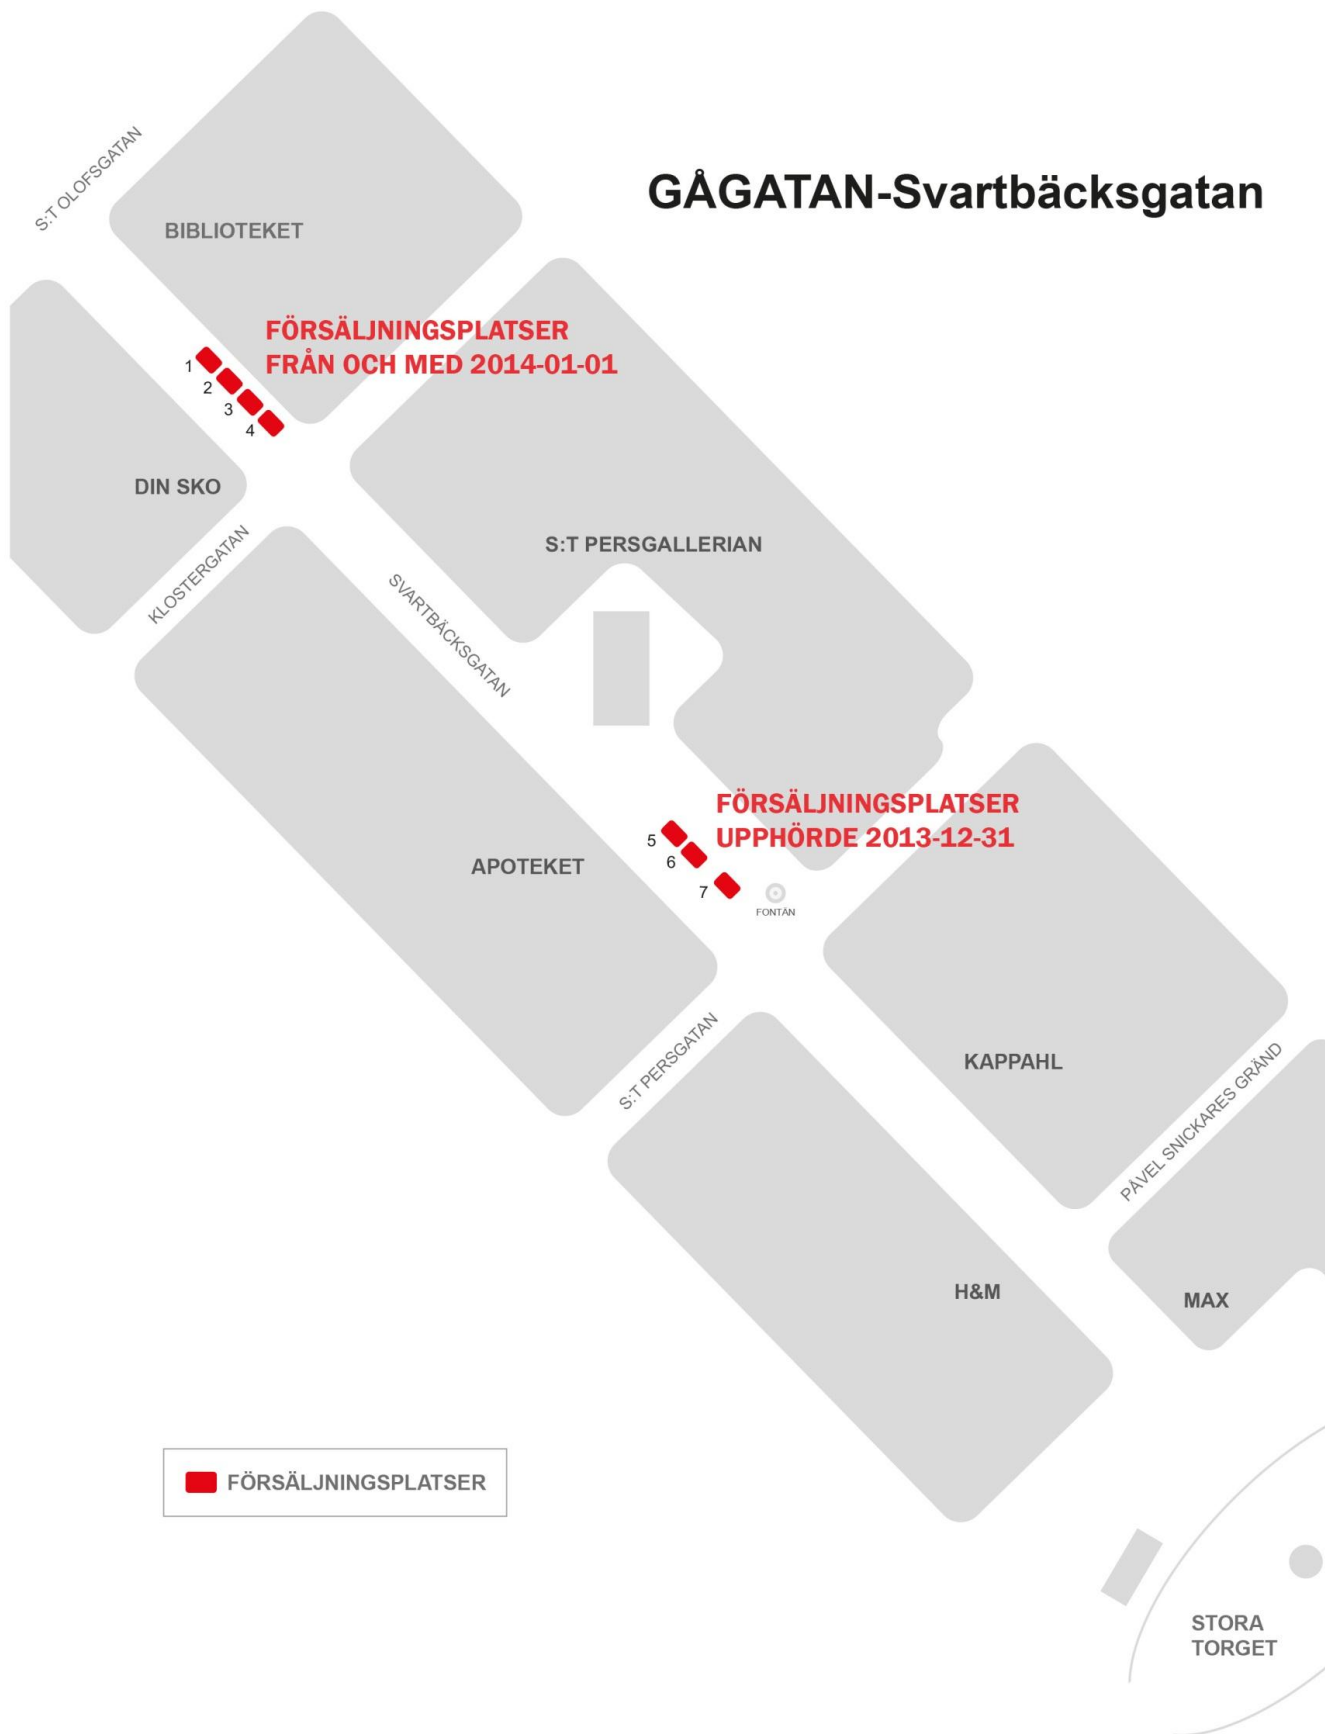 GÅGATAN-Svartbäcksgatan
S:T OLOFSGATAN
BIBLIOTEKET
FÖRSÄLJNINGSPLATSER
FRÅN OCH MED 2014-01-01
1
2
3
4
DIN SKO
KLOSTERGATAN
SVARTBÄCKSGATAN
S:T PERSGALLERIAN
FÖRSÄLJNINGSPLATSER
UPPHÖRDE 2013-12-31
5
6
7
APOTEKET
FONTÄN
S:T PERSGATAN
KAPPAHL
PÅVEL SNICKARES GRÄND
H&M
MAX
FÖRSÄLJNINGSPLATSER
STORA
TORGET